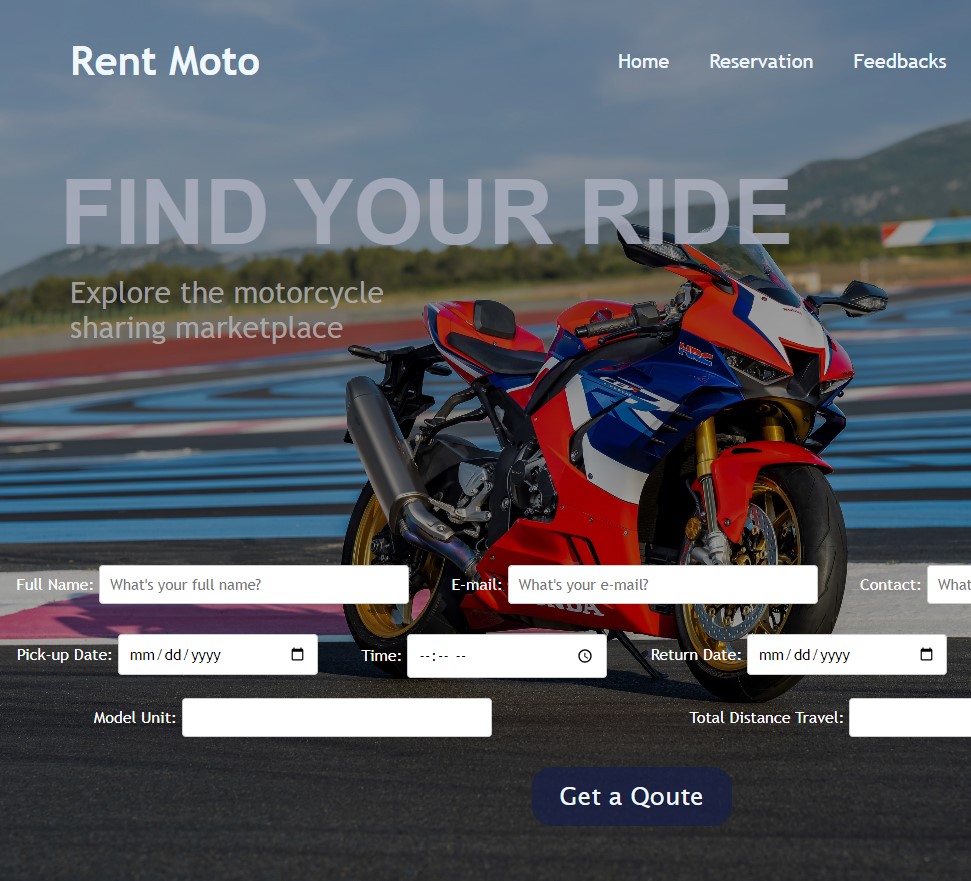 Rent Moto
Home Reservation Feedbacks
FIND YOUR RIDE
Explore the motorcycle
sharing marketplace
HRC
Full Name: What's your full name? E-mail: What's your e-mail? Contact: What
HONDA
Pick-up Date: mm/dd/yyyy Time: --:-- -- Return Date: mm/dd/yyyy
Model Unit: Total Distance Travel:
Get a Qoute